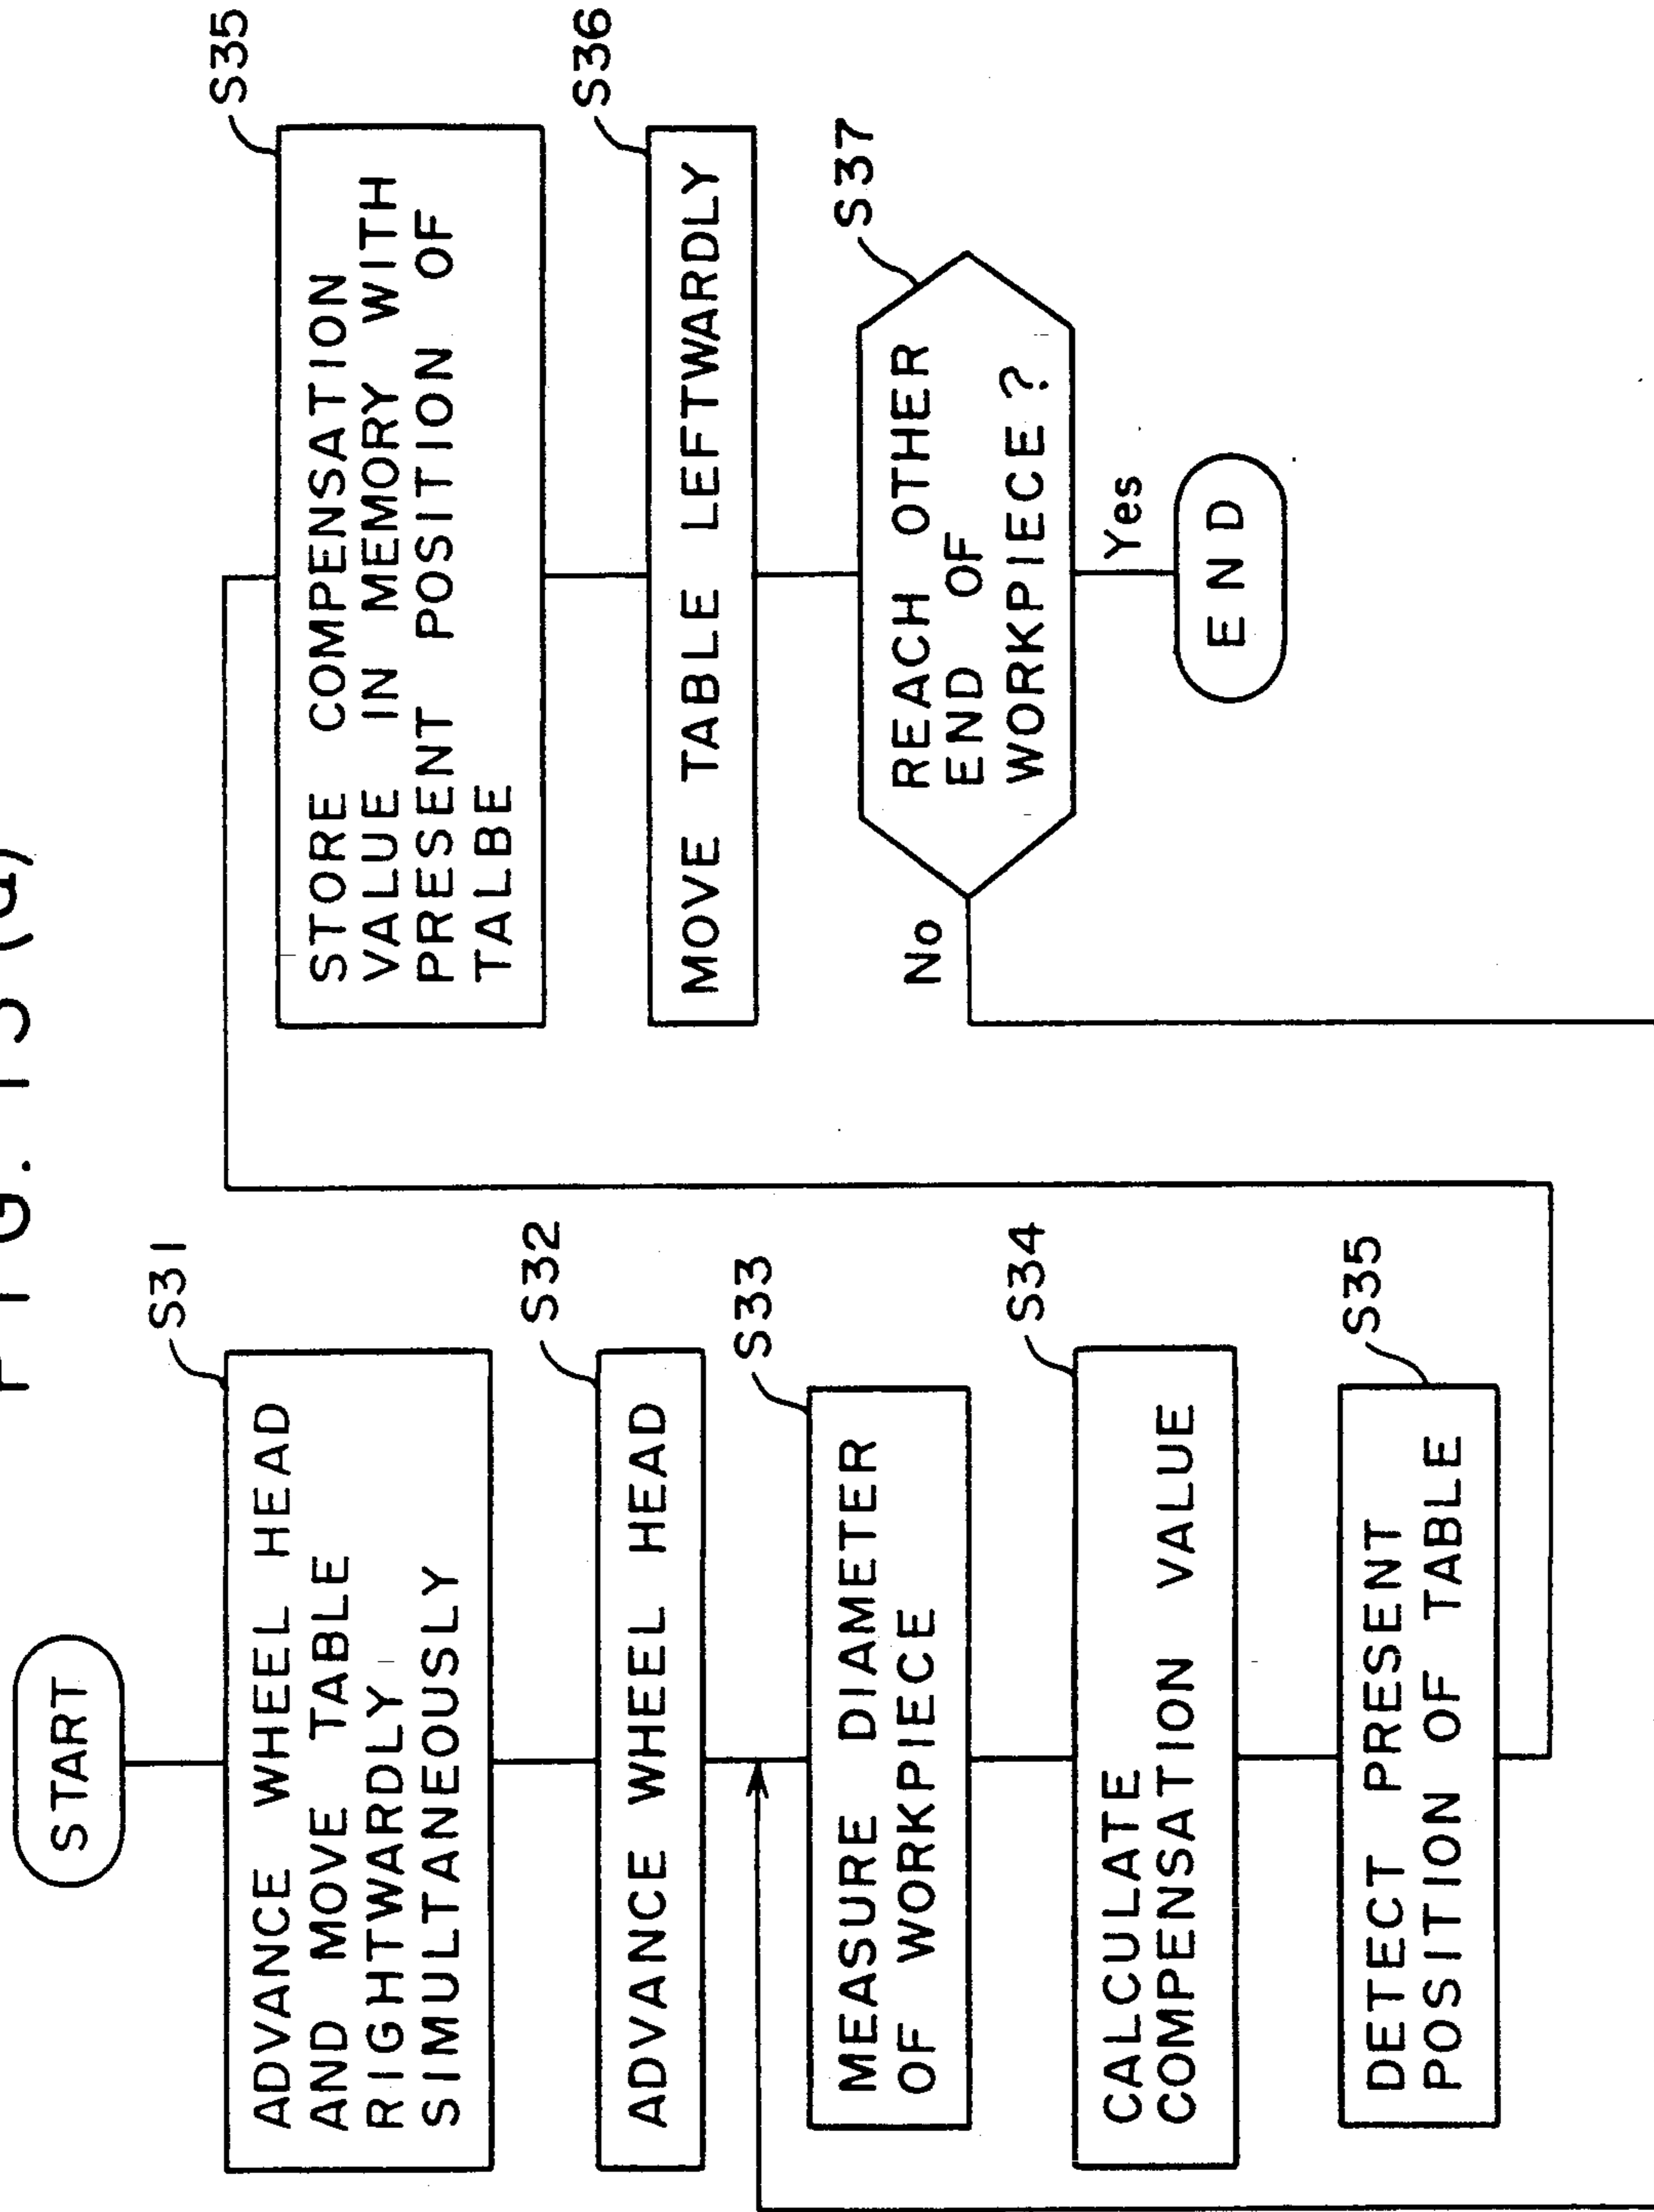 FIG. 13 (a)
START
S31
ADVANCE WHEEL HEAD
AND MOVE TABLE
RIGHTWARDLY
SIMULTANEOUSLY
S32
ADVANCE WHEEL HEAD
S33
MEASURE DIAMETER
OF WORKPIECE
S34
CALCULATE
COMPENSATION VALUE
S35
DETECT PRESENT
POSITION OF TABLE
S35
STORE COMPENSATION
VALUE IN MEMORY WITH
PRESENT POSITION OF
TALBE
S36
MOVE TABLE LEFTWARDLY
S37
REACH OTHER
END OF
WORKPIECE?
No
Yes
END